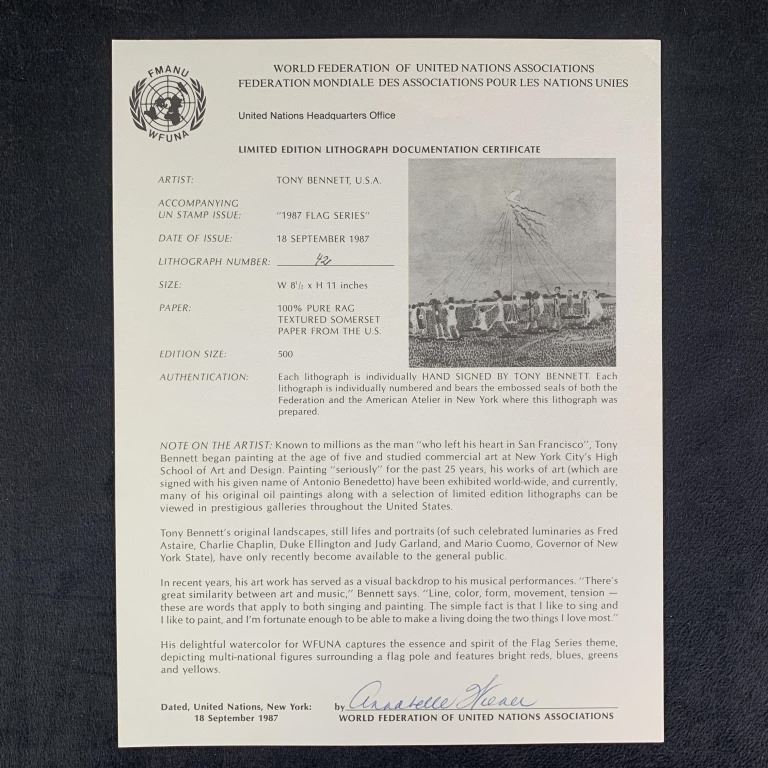 FMANU
WFUNA
WORLD FEDERATION OF UNITED NATIONS ASSOCIATIONS
FEDERATION MONDIALE DES ASSOCIATIONS POUR LES NATIONS UNIES
United Nations Headquarters Office
LIMITED EDITION LITHOGRAPH DOCUMENTATION CERTIFICATE
ARTIST: TONY BENNETT, U.S.A.
ACCOMPANYING
UN STAMP ISSUE: "1987 FLAG SERIES"
DATE OF ISSUE: 18 SEPTEMBER 1987
LITHOGRAPH NUMBER: 42
SIZE: W 8½ x H 11 inches
PAPER: 100% PURE RAG
TEXTURED SOMERSET
PAPER FROM THE U.S.
EDITION SIZE: 500
AUTHENTICATION: Each lithograph is individually HAND SIGNED BY TONY BENNETT. Each
lithograph is individually numbered and bears the embossed seals of both the
Federation and the American Atelier in New York where this lithograph was
prepared.
NOTE ON THE ARTIST: Known to millions as the man "who left his heart in San Francisco", Tony
Bennett began painting at the age of five and studied commercial art at New York City's High
School of Art and Design. Painting "seriously" for the past 25 years, his works of art (which are
signed with his given name of Antonio Benedetto) have been exhibited world-wide, and currently,
many of his original oil paintings along with a selection of limited edition lithographs can be
viewed in prestigious galleries throughout the United States.
Tony Bennett's original landscapes, still lifes and portraits (of such celebrated luminaries as Fred
Astaire, Charlie Chaplin, Duke Ellington and Judy Garland, and Mario Cuomo, Governor of New
York State), have only recently become available to the general public.
In recent years, his art work has served as a visual backdrop to his musical performances. "There's
great similarity between art and music," Bennett says. "Line, color, form, movement, tension —
these are words that apply to both singing and painting. The simple fact is that I like to sing and
I like to paint, and I'm fortunate enough to be able to make a living doing the two things I love most."
His delightful watercolor for WFUNA captures the essence and spirit of the Flag Series theme,
depicting multi-national figures surrounding a flag pole and features bright reds, blues, greens
and yellows.
Dated, United Nations, New York: by Annabelle Wiener
18 September 1987 WORLD FEDERATION OF UNITED NATIONS ASSOCIATIONS